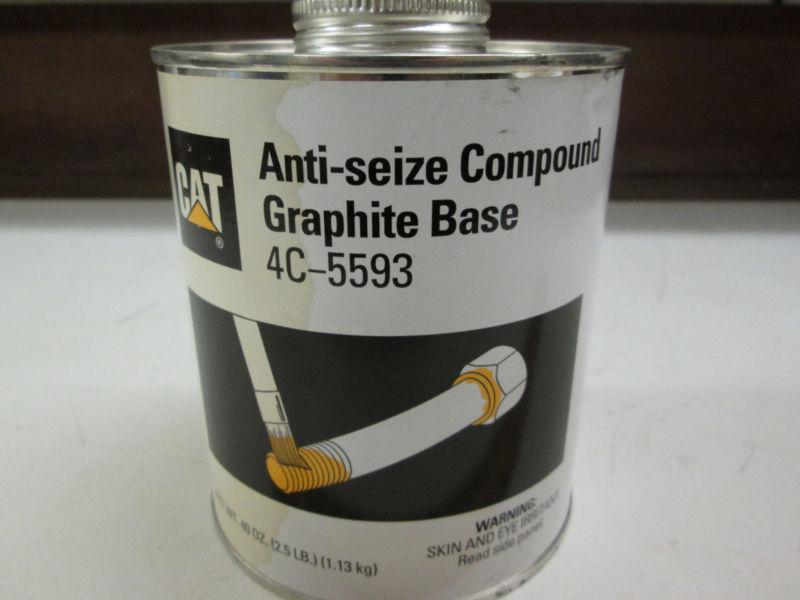 CAT
®
Anti-seize Compound
Graphite Base
4C-5593
WT. 40 OZ. (2.5 LB.) (1.13 kg)
WARNING:
SKIN AND EYE IRRITANT.
Read side panel.